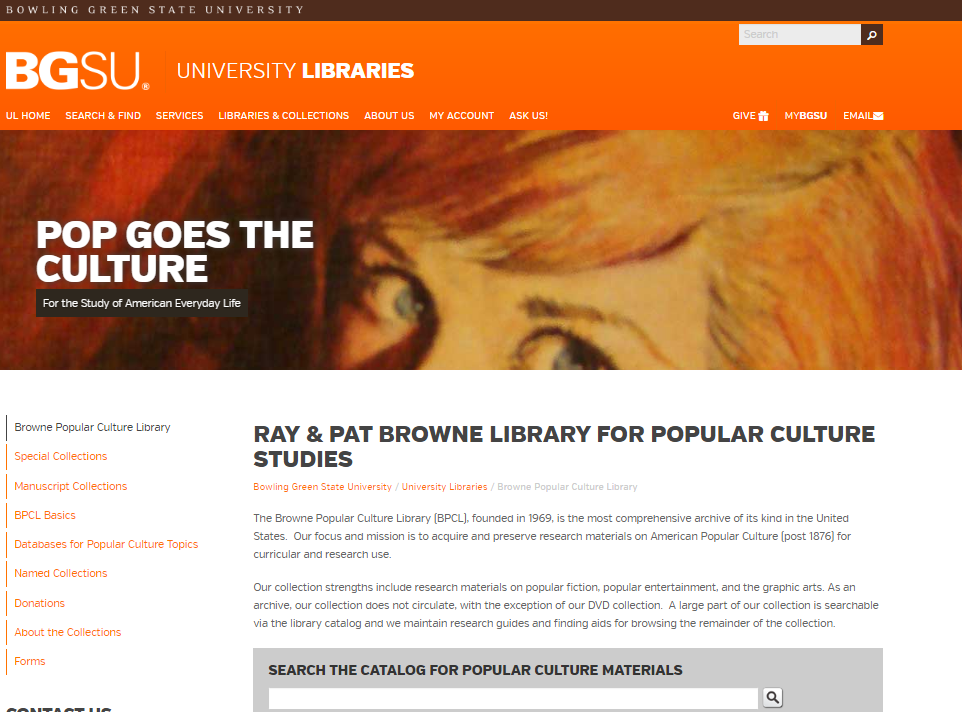 BOWLING GREEN STATE UNIVERSITY
Search
BGSU® UNIVERSITY LIBRARIES
UL HOME SEARCH & FIND SERVICES LIBRARIES & COLLECTIONS ABOUT US MY ACCOUNT ASK US! GIVE MYBGSU EMAIL
POP GOES THE
CULTURE
For the Study of American Everyday Life
Browne Popular Culture Library
Special Collections
Manuscript Collections
BPCL Basics
Databases for Popular Culture Topics
Named Collections
Donations
About the Collections
Forms
CONTACT US
RAY & PAT BROWNE LIBRARY FOR POPULAR CULTURE
STUDIES
Bowling Green State University / University Libraries / Browne Popular Culture Library
The Browne Popular Culture Library (BPCL), founded in 1969, is the most comprehensive archive of its kind in the United
States. Our focus and mission is to acquire and preserve research materials on American Popular Culture (post 1876) for
curricular and research use.
Our collection strengths include research materials on popular fiction, popular entertainment, and the graphic arts. As an
archive, our collection does not circulate, with the exception of our DVD collection. A large part of our collection is searchable
via the library catalog and we maintain research guides and finding aids for browsing the remainder of the collection.
SEARCH THE CATALOG FOR POPULAR CULTURE MATERIALS